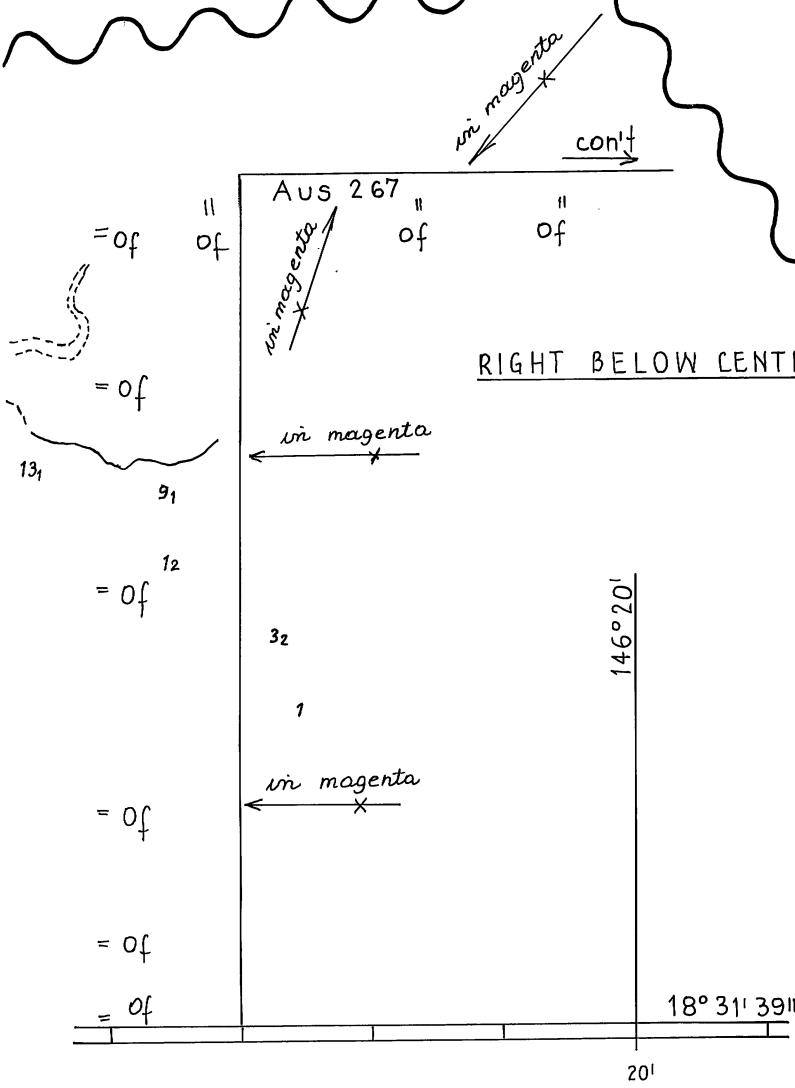 in magenta
con't
Aus 267
"
"
"
= of
of
of
of
in magenta
RIGHT BELOW
= of
in magenta
13₁
9₁
1₂
= of
146°20'
3₂
1
in magenta
= of
= of
= of
18° 31' 39"
20'